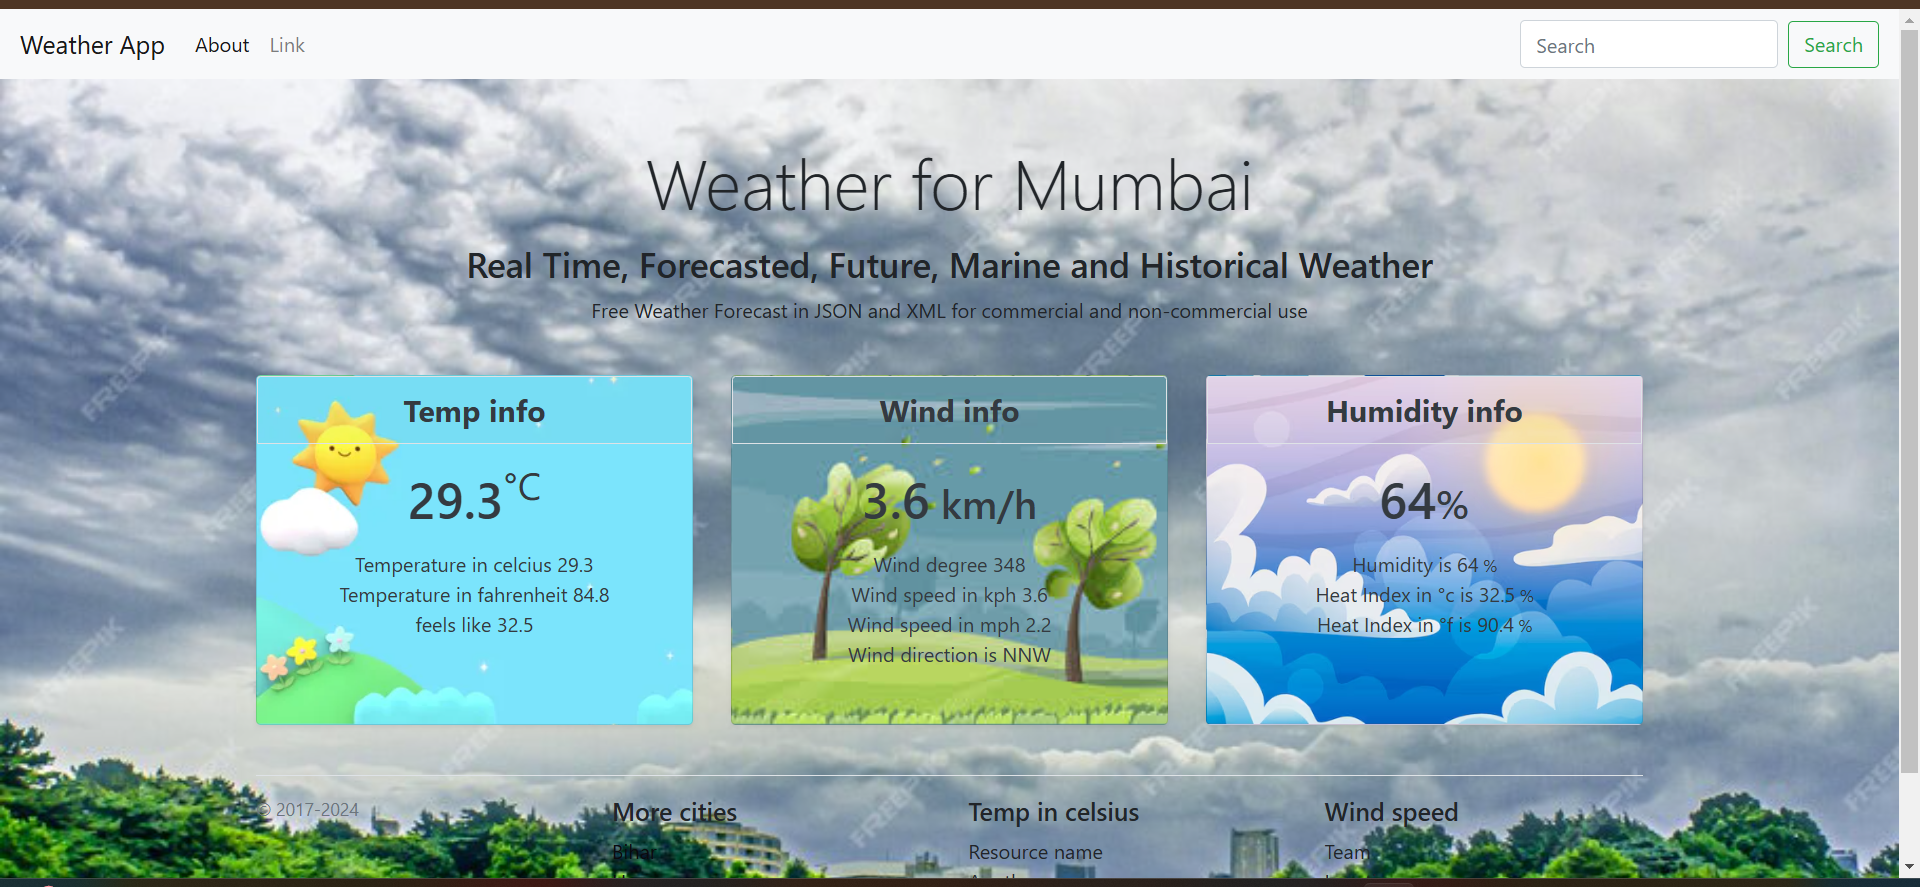 Weather App About Link Search Search
Weather for Mumbai
Real Time, Forecasted, Future, Marine and Historical Weather
Free Weather Forecast in JSON and XML for commercial and non-commercial use
Temp info
29.3°C
Temperature in celcius 29.3
Temperature in fahrenheit 84.8
feels like 32.5
Wind info
3.6 km/h
Wind degree 348
Wind speed in kph 3.6
Wind speed in mph 2.2
Wind direction is NNW
Humidity info
64%
Humidity is 64 %
Heat Index in °c is 32.5 %
Heat Index in °f is 90.4 %
© 2017-2024
More cities
Bihar
Temp in celsius
Resource name
Wind speed
Team
FREEPIK